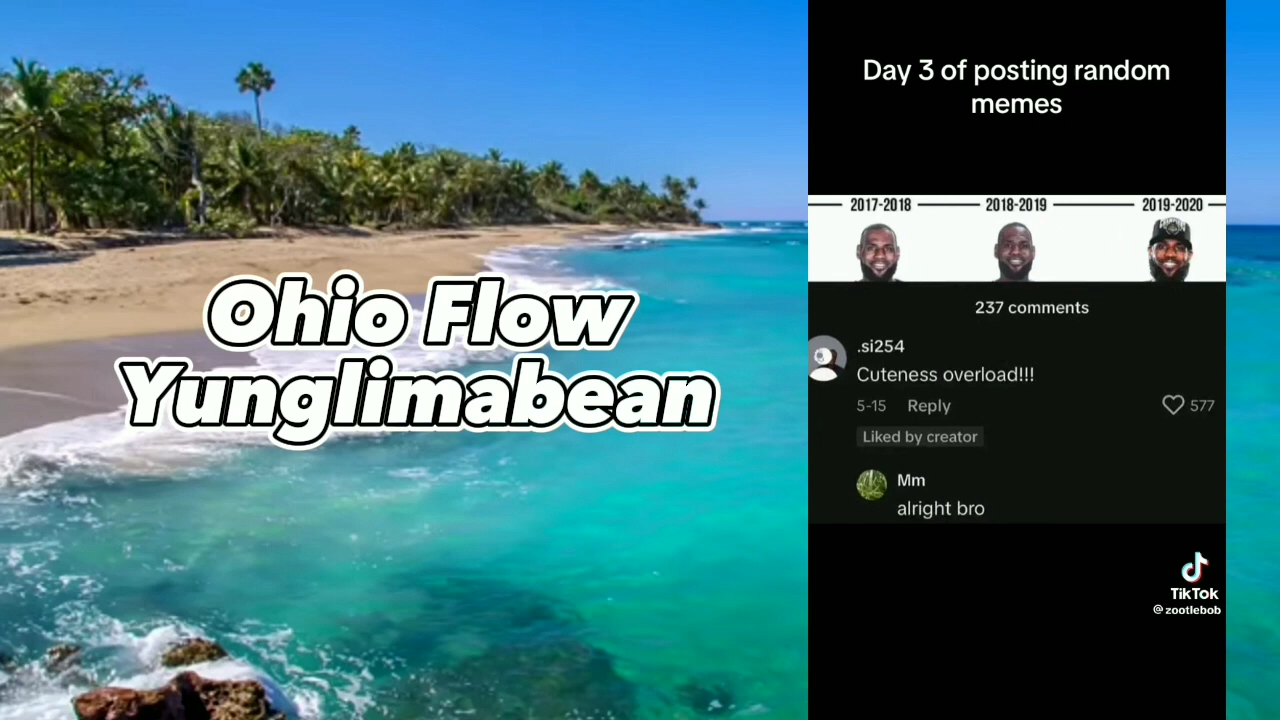 Ohio Flow
Yunglimabean
Day 3 of posting random
memes
2017-2018
2018-2019
2019-2020
237 comments
.si254
Cuteness overload!!!
5-15 Reply
577
Liked by creator
Mm
alright bro
TikTok
@zootlebob